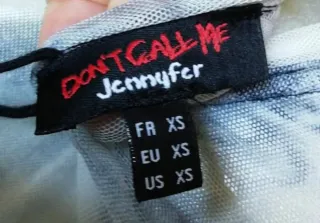 DON'T CALL ME
Jennyfer
FR XS
EU XS
US XS